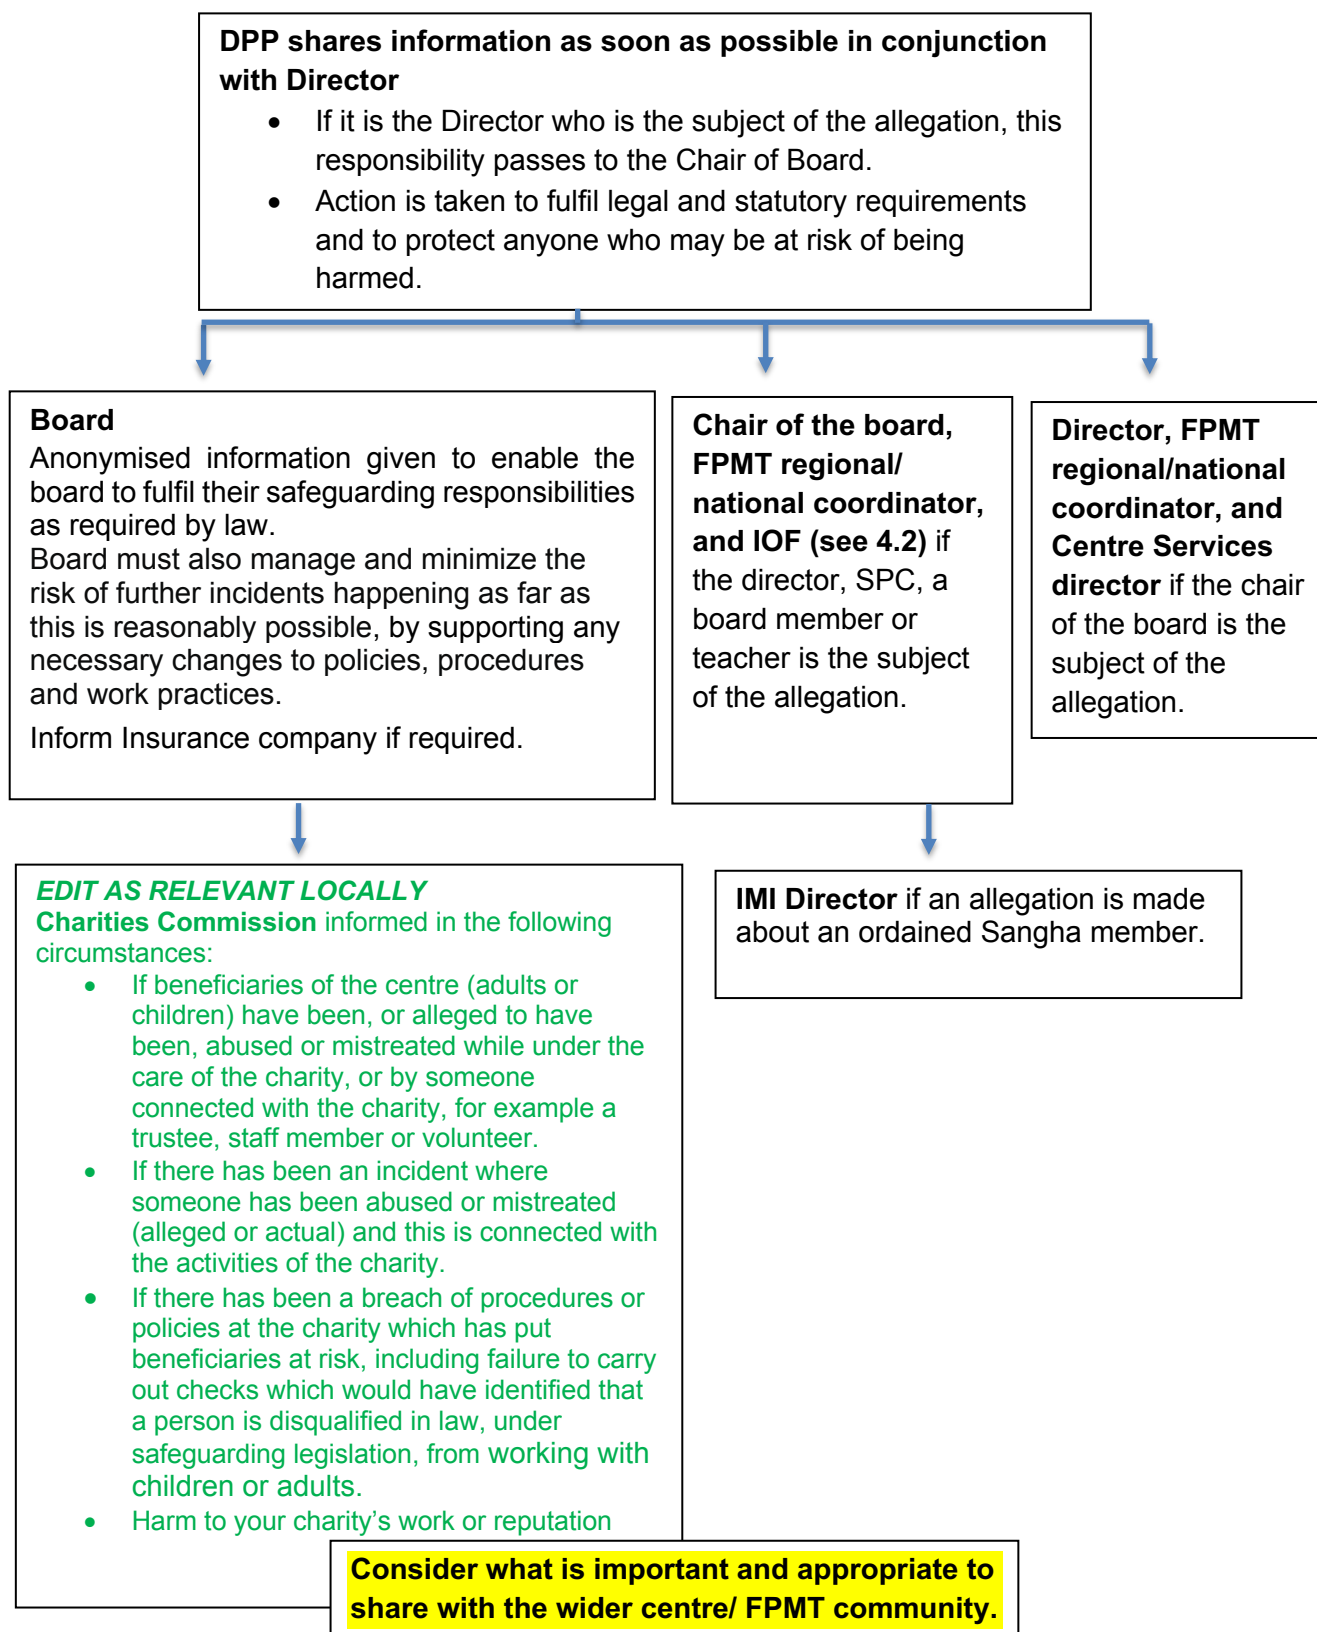 DPP shares information as soon as possible in conjunction
with Director
• If it is the Director who is the subject of the allegation, this
responsibility passes to the Chair of Board.
• Action is taken to fulfil legal and statutory requirements
and to protect anyone who may be at risk of being
harmed.
Board
Anonymised information given to enable the
board to fulfil their safeguarding responsibilities
as required by law.
Board must also manage and minimize the
risk of further incidents happening as far as
this is reasonably possible, by supporting any
necessary changes to policies, procedures
and work practices.
Inform Insurance company if required.
Chair of the board,
FPMT regional/
national coordinator,
and IOF (see 4.2) if
the director, SPC, a
board member or
teacher is the subject
of the allegation.
Director, FPMT
regional/national
coordinator, and
Centre Services
director if the chair
of the board is the
subject of the
allegation.
EDIT AS RELEVANT LOCALLY
Charities Commission informed in the following
circumstances:
• If beneficiaries of the centre (adults or
children) have been, or alleged to have
been, abused or mistreated while under the
care of the charity, or by someone
connected with the charity, for example a
trustee, staff member or volunteer.
• If there has been an incident where
someone has been abused or mistreated
(alleged or actual) and this is connected with
the activities of the charity.
• If there has been a breach of procedures or
policies at the charity which has put
beneficiaries at risk, including failure to carry
out checks which would have identified that
a person is disqualified in law, under
safeguarding legislation, from working with
children or adults.
• Harm to your charity’s work or reputation
IMI Director if an allegation is made
about an ordained Sangha member.
Consider what is important and appropriate to
share with the wider centre/ FPMT community.